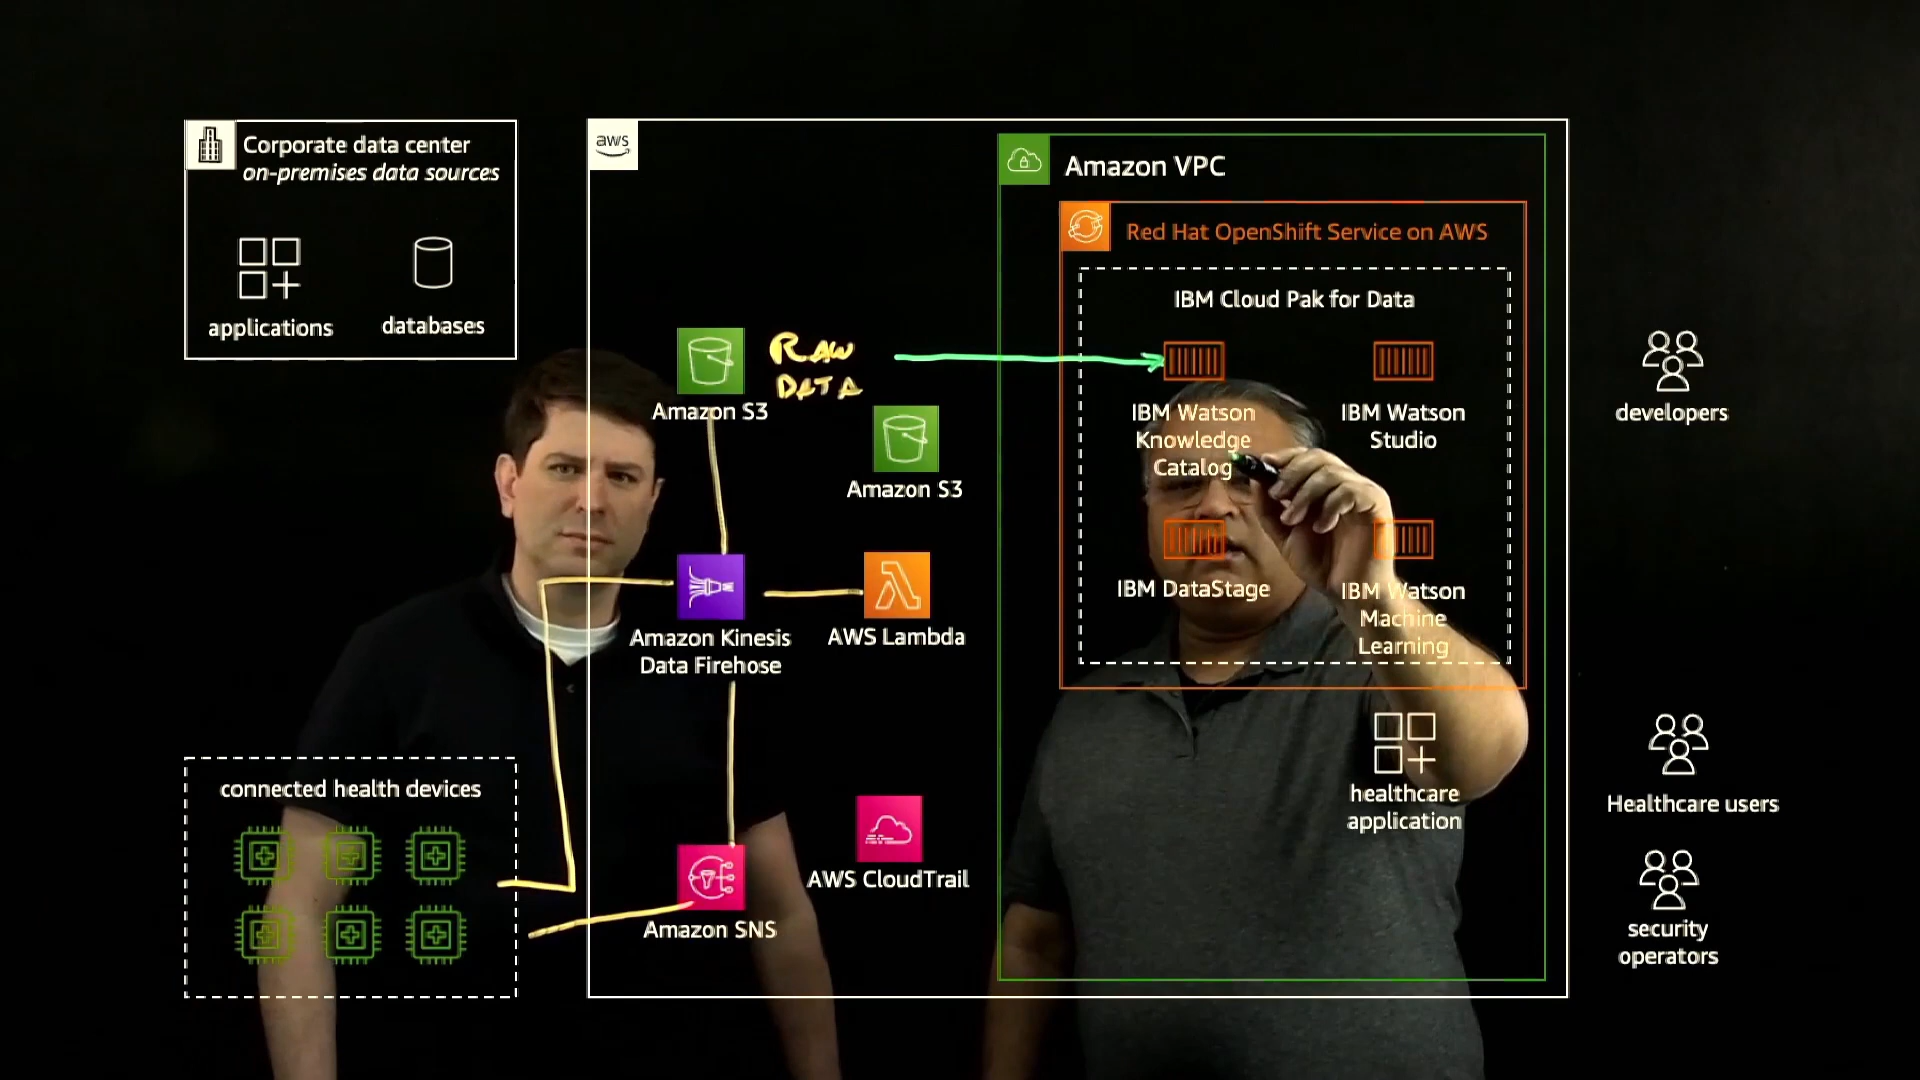 Corporate data center
on-premises data sources
applications
databases
aws
Amazon VPC
Red Hat OpenShift Service on AWS
IBM Cloud Pak for Data
RAW
DATA
Amazon S3
Amazon S3
IBM Watson
Knowledge
Catalog
IBM Watson
Studio
IBM DataStage
IBM Watson
Machine
Learning
Amazon Kinesis
Data Firehose
AWS Lambda
connected health devices
AWS CloudTrail
Amazon SNS
healthcare
application
developers
Healthcare users
security
operators